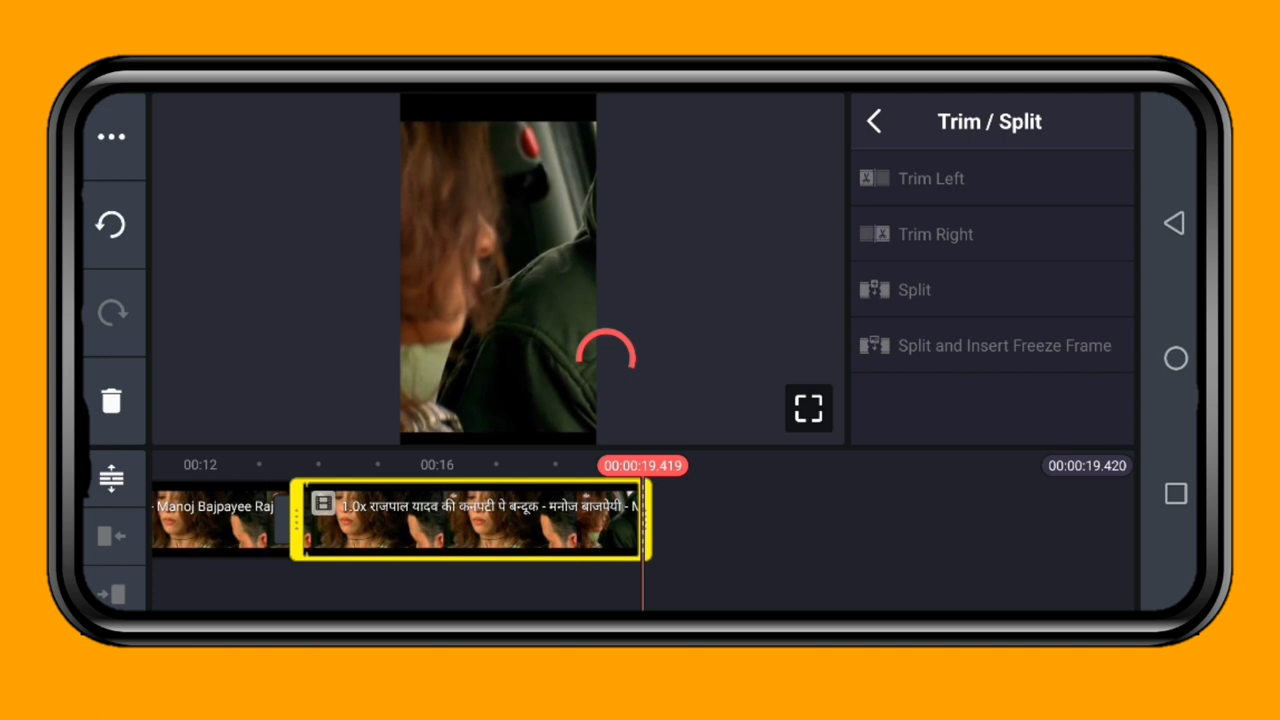 Trim / Split
Trim Left
Trim Right
Split
Split and Insert Freeze Frame
00:12
00:16
00:00:19.419
00:00:19.420
- Manoj Bajpayee Raj
1.0x राजपाल यादव की कनपटी पे बन्दूक - मनोज बाजपेयी -